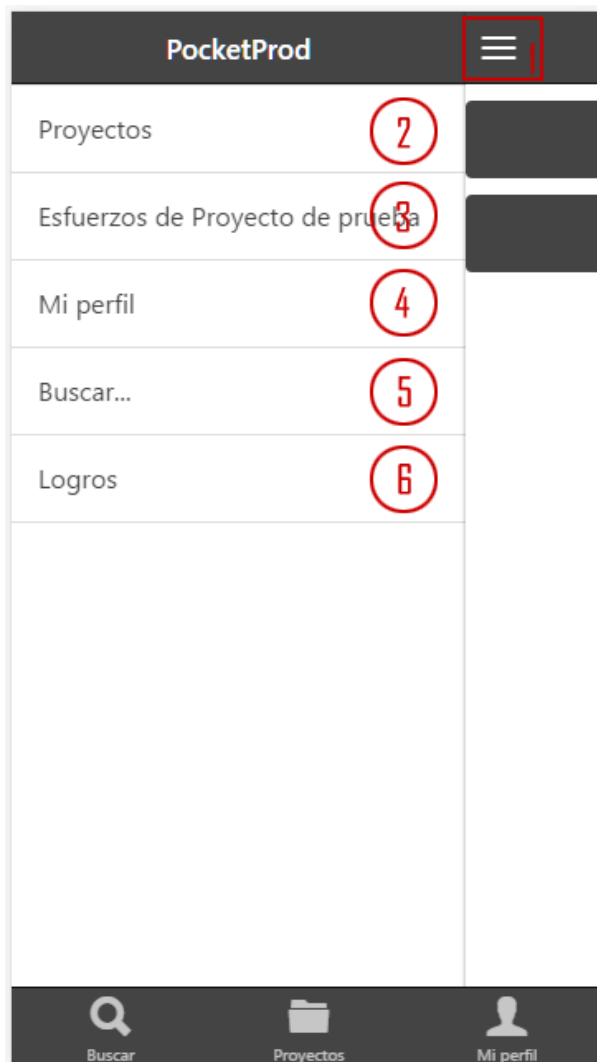 PocketProd
1
Proyectos
2
Esfuerzos de Proyecto de prueba
3
Mi perfil
4
Buscar...
5
Logros
6
Buscar
Proyectos
Mi perfil